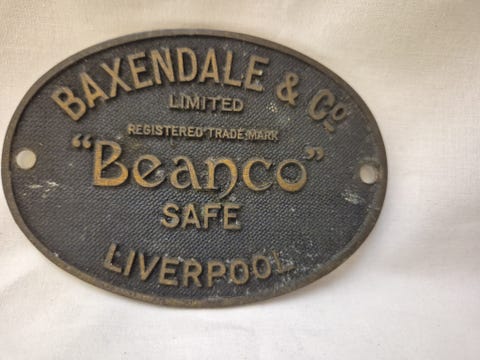 BAXENDALE & Co.
LIMITED
REGISTERED TRADE-MARK
"Beanco"
SAFE
LIVERPOOL